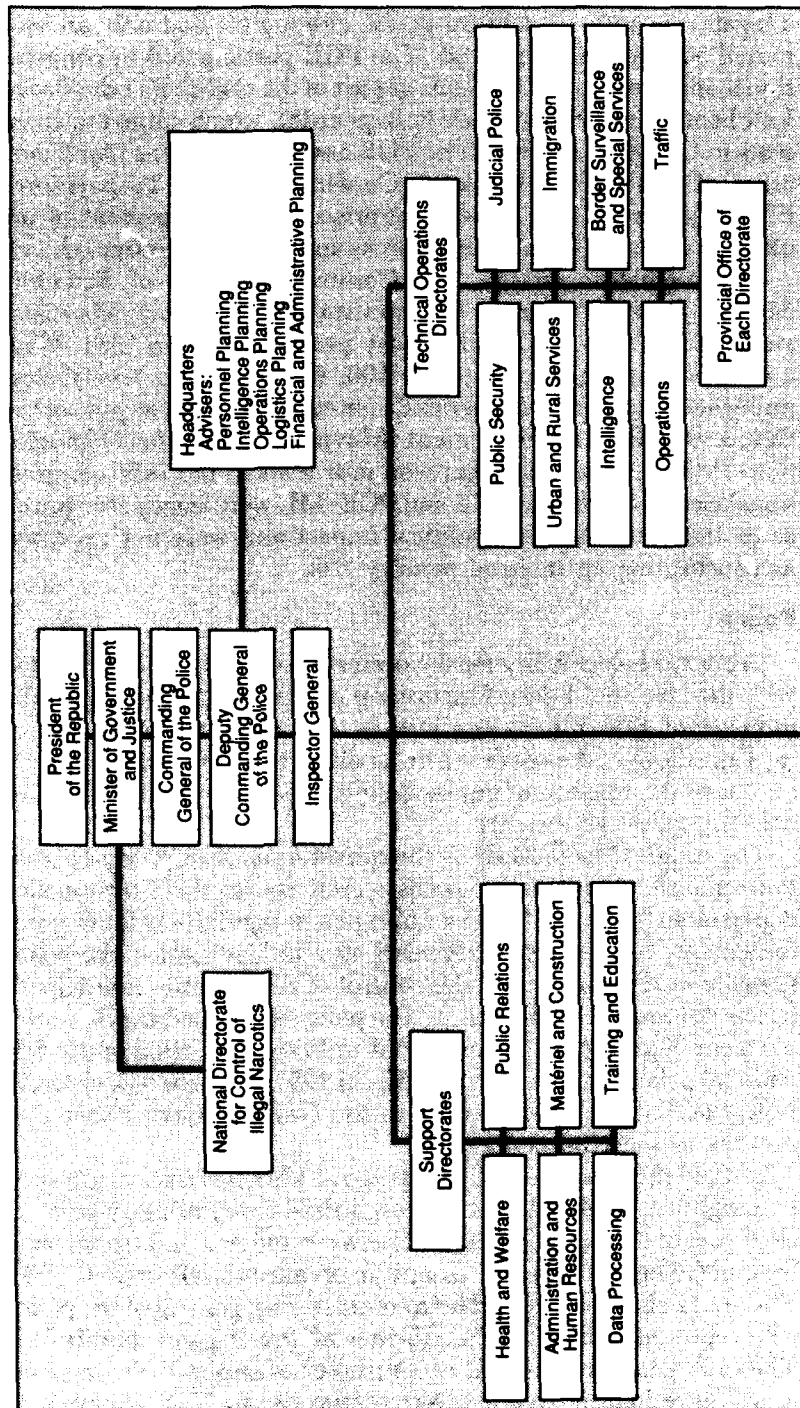 President
of the Republic
Minister of Government
and Justice
Commanding
General of the Police
Deputy
Commanding General
of the Police
Inspector General
National Directorate
for Control of
Illegal Narcotics
Headquarters
Advisers:
Personnel Planning
Intelligence Planning
Operations Planning
Logistics Planning
Financial and Administrative Planning
Support
Directorates
Health and Welfare
Public Relations
Administration and
Human Resources
Matériel and Construction
Data Processing
Training and Education
Technical Operations
Directorates
Public Security
Judicial Police
Urban and Rural Services
Immigration
Intelligence
Border Surveillance
and Special Services
Operations
Traffic
Provincial Office of
Each Directorate